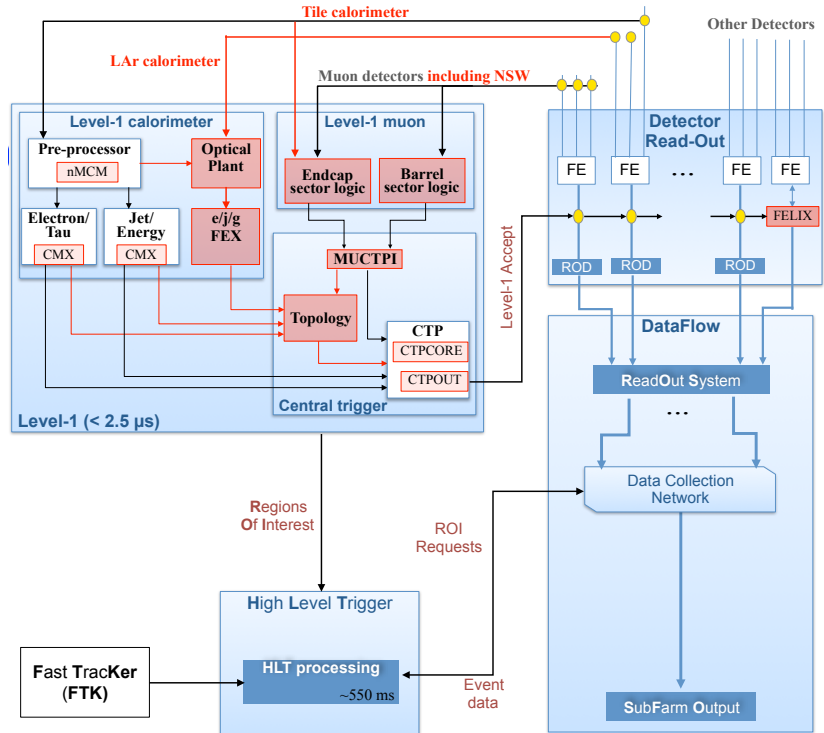 Tile calorimeter
Other Detectors
LAr calorimeter
Muon detectors including NSW
Level-1 calorimeter
Level-1 muon
Detector
Read-Out
Pre-processor
nMCM
Optical
Plant
Endcap
sector logic
Barrel
sector logic
FE
FE
...
FE
FE
Electron/
Tau
CMX
Jet/
Energy
CMX
e/j/g
FEX
FELIX
MUCTPI
ROD
ROD
ROD
Level-1 Accept
Topology
CTP
CTPCORE
CTPOUT
Central trigger
Level-1 (< 2.5 μs)
DataFlow
ReadOut System
...
Data Collection
Network
Regions
Of Interest
ROI
Requests
High Level Trigger
Fast TracKer
(FTK)
HLT processing
~550 ms
Event
data
SubFarm Output